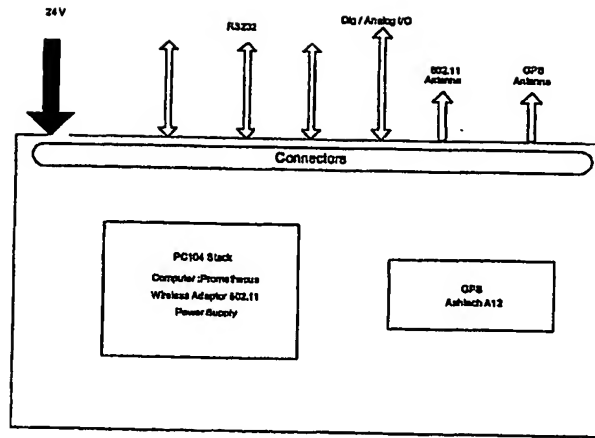 24V
RS232
Dig / Analog I/O
802.11
Antenna
GPS
Antenna
Connectors
PC104 Stack
Computer :Prometheus
Wireless Adaptor 802.11
Power Supply
GPS
Ashtech A12